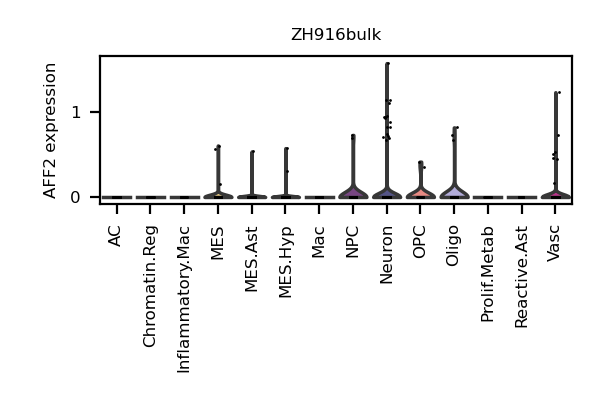 ZH916bulk
AFF2 expression
1
0
AC
Chromatin.Reg
Inflammatory.Mac
MES
MES.Ast
MES.Hyp
Mac
NPC
Neuron
OPC
Oligo
Prolif.Metab
Reactive.Ast
Vasc